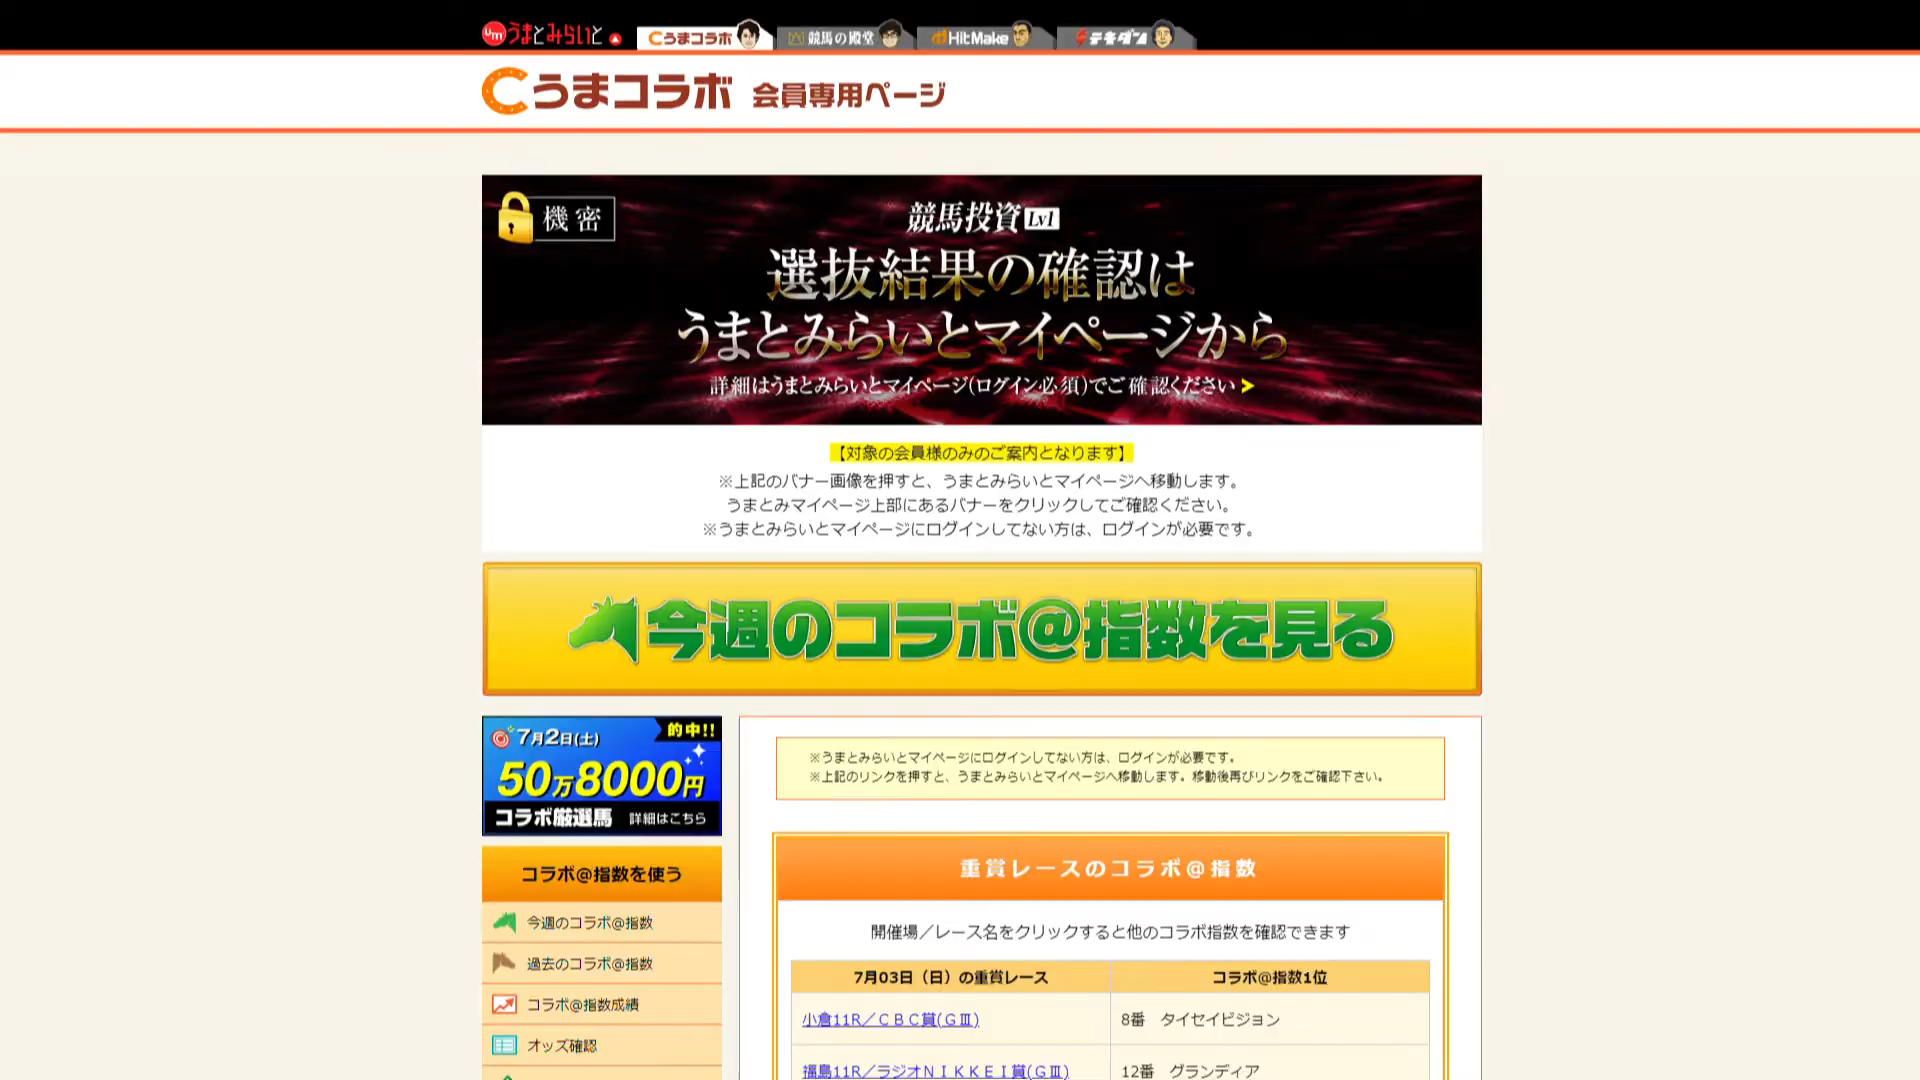 um うまとみらいと
Cうまコラボ
競馬の殿堂
HitMake
テキダン
Cうまコラボ 会員専用ページ
機密
競馬投資Lv1
選抜結果の確認は
うまとみらいとマイページから
詳細はうまとみらいとマイページ(ログイン必須)でご確認ください
【対象の会員様のみのご案内となります】
※上記のバナー画像を押すと、うまとみらいとマイページへ移動します。
うまとみマイページ上部にあるバナーをクリックしてご確認ください。
※うまとみらいとマイページにログインしてない方は、ログインが必要です。
今週のコラボ@指数を見る
7月2日(土) 的中!!
50万8000円
コラボ厳選馬 詳細はこちら
コラボ@指数を使う
今週のコラボ@指数
過去のコラボ@指数
コラボ@指数成績
オッズ確認
※うまとみらいとマイページにログインしてない方は、ログインが必要です。
※上記のリンクを押すと、うまとみらいとマイページへ移動します。移動後再びリンクをご確認下さい。
重賞レースのコラボ@指数
開催場／レース名をクリックすると他のコラボ指数を確認できます
7月03日（日）の重賞レース コラボ@指数1位
小倉11R／ＣＢＣ賞(ＧⅢ) 8番　タイセイビジョン
福島11R／ラジオＮＩＫＫＥＩ賞(ＧⅢ) 12番　グランディア